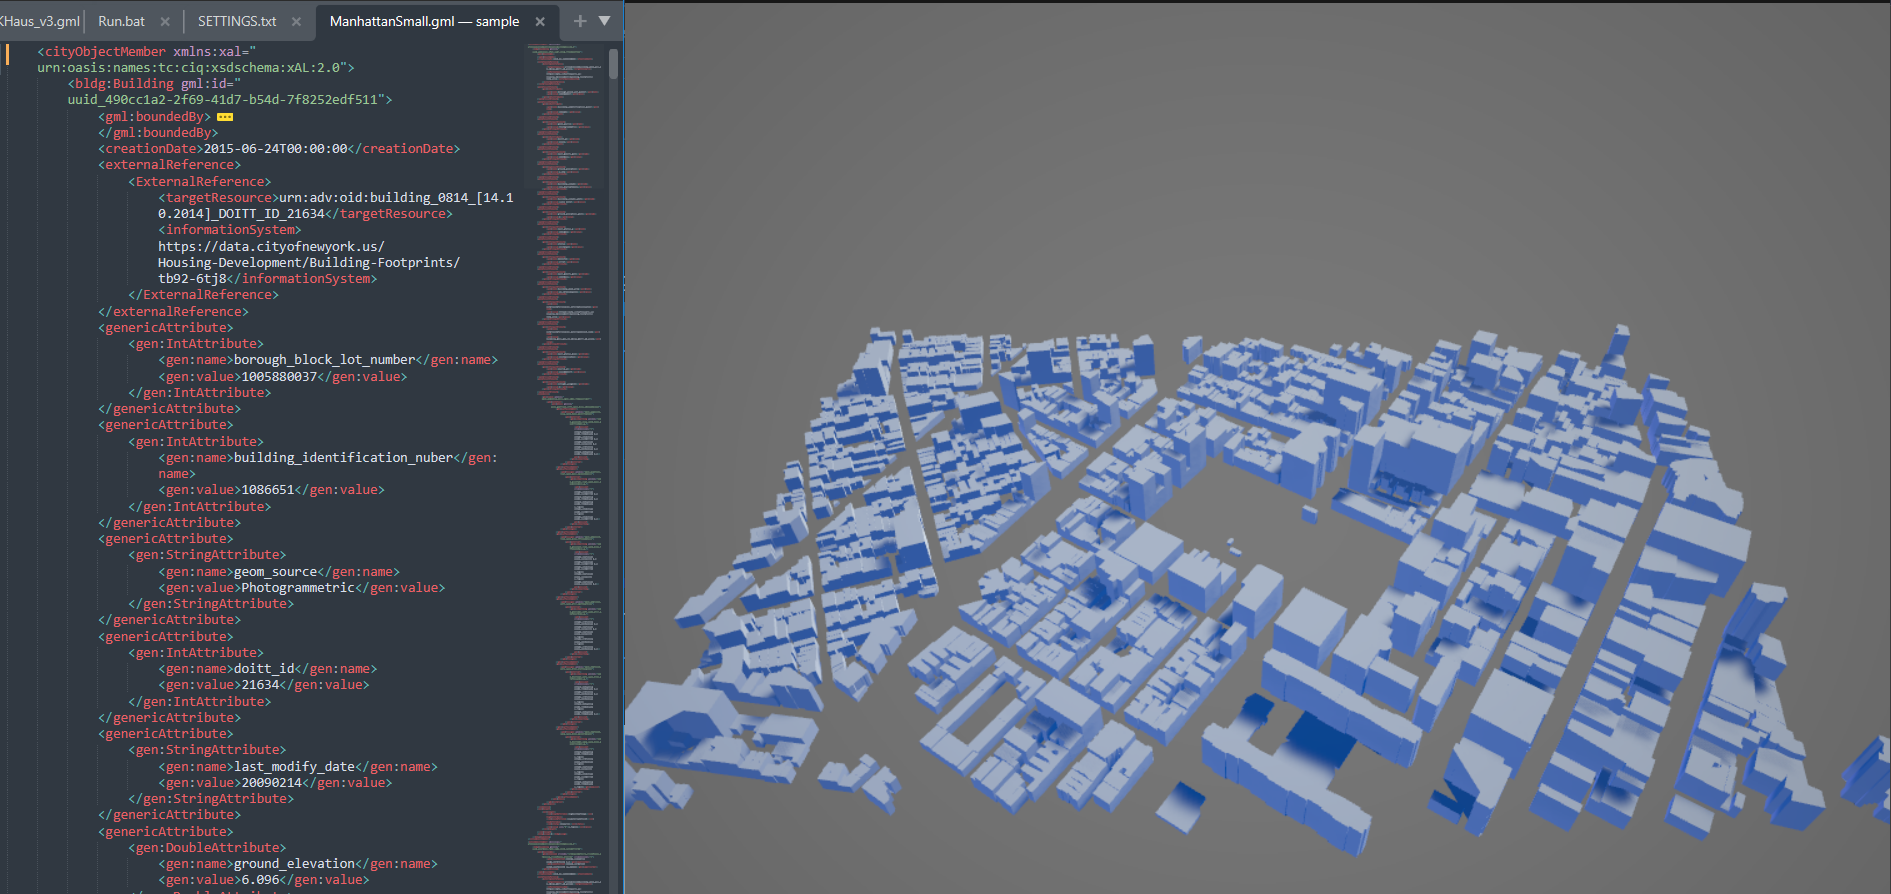 KHaus_v3.gml
Run.bat
SETTINGS.txt
ManhattanSmall.gml — sample
<cityObjectMember xmlns:xal="
urn:oasis:names:tc:ciq:xsdschema:xAL:2.0">
<bldg:Building gml:id="
uuid_490cc1a2-2f69-41d7-b54d-7f8252edf511">
<gml:boundedBy>
</gml:boundedBy>
<creationDate>2015-06-24T00:00:00</creationDate>
<externalReference>
<ExternalReference>
<targetResource>urn:adv:oid:building_0814_[14.1
0.2014]_DOITT_ID_21634</targetResource>
<informationSystem>
https://data.cityofnewyork.us/
Housing-Development/Building-Footprints/
tb92-6tj8</informationSystem>
</ExternalReference>
</externalReference>
<genericAttribute>
<gen:IntAttribute>
<gen:name>borough_block_lot_number</gen:name>
<gen:value>1005880037</gen:value>
</gen:IntAttribute>
</genericAttribute>
<genericAttribute>
<gen:IntAttribute>
<gen:name>building_identification_nuber</gen:
name>
<gen:value>1086651</gen:value>
</gen:IntAttribute>
</genericAttribute>
<genericAttribute>
<gen:StringAttribute>
<gen:name>geom_source</gen:name>
<gen:value>Photogrammetric</gen:value>
</gen:StringAttribute>
</genericAttribute>
<genericAttribute>
<gen:IntAttribute>
<gen:name>doitt_id</gen:name>
<gen:value>21634</gen:value>
</gen:IntAttribute>
</genericAttribute>
<genericAttribute>
<gen:StringAttribute>
<gen:name>last_modify_date</gen:name>
<gen:value>20090214</gen:value>
</gen:StringAttribute>
</genericAttribute>
<genericAttribute>
<gen:DoubleAttribute>
<gen:name>ground_elevation</gen:name>
<gen:value>6.096</gen:value>